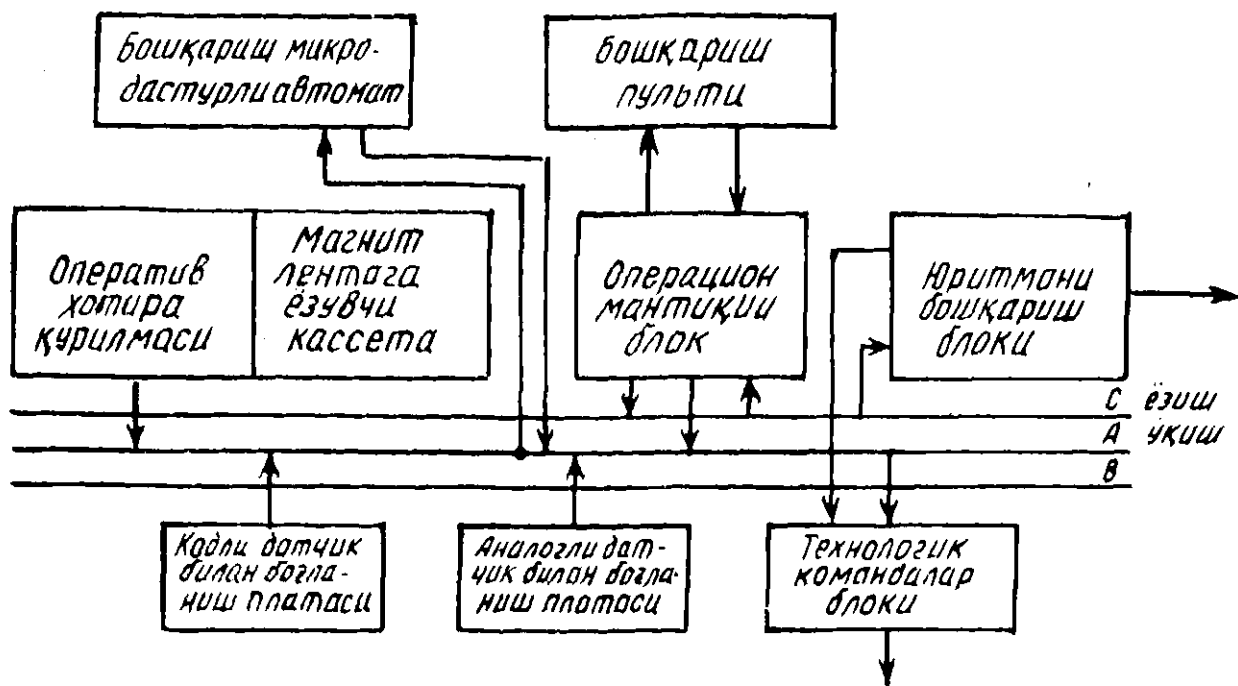 Бошқариш микро-
дастурли автомат
бошқариш
пульти
Оператив
хотира
қурилмаси
Магнит
лентага
ёзувчи
кассета
Операцион
мантиқии
блок
Юритмани
бошқариш
блоки
С ёзиш
А ўқиш
В
Кодли датчик
билан боғла-
ниш платаси
Аналогли дат-
чик билан боғла-
ниш платаси
Технологик
командалар
блоки